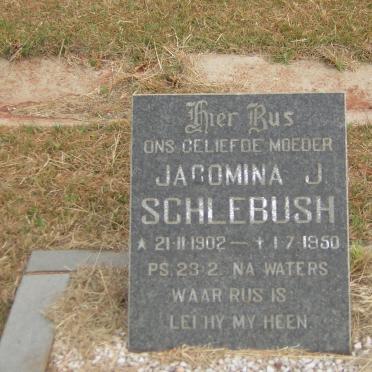 Hier Rus
ONS GELIEFDE MOEDER
JACOMINA J
SCHLEBUSH
★ 21·11·1902 — ✝ 1·7·1950
PS. 23·2. NA WATERS
WAAR RUS IS
LEI HY MY HEEN.